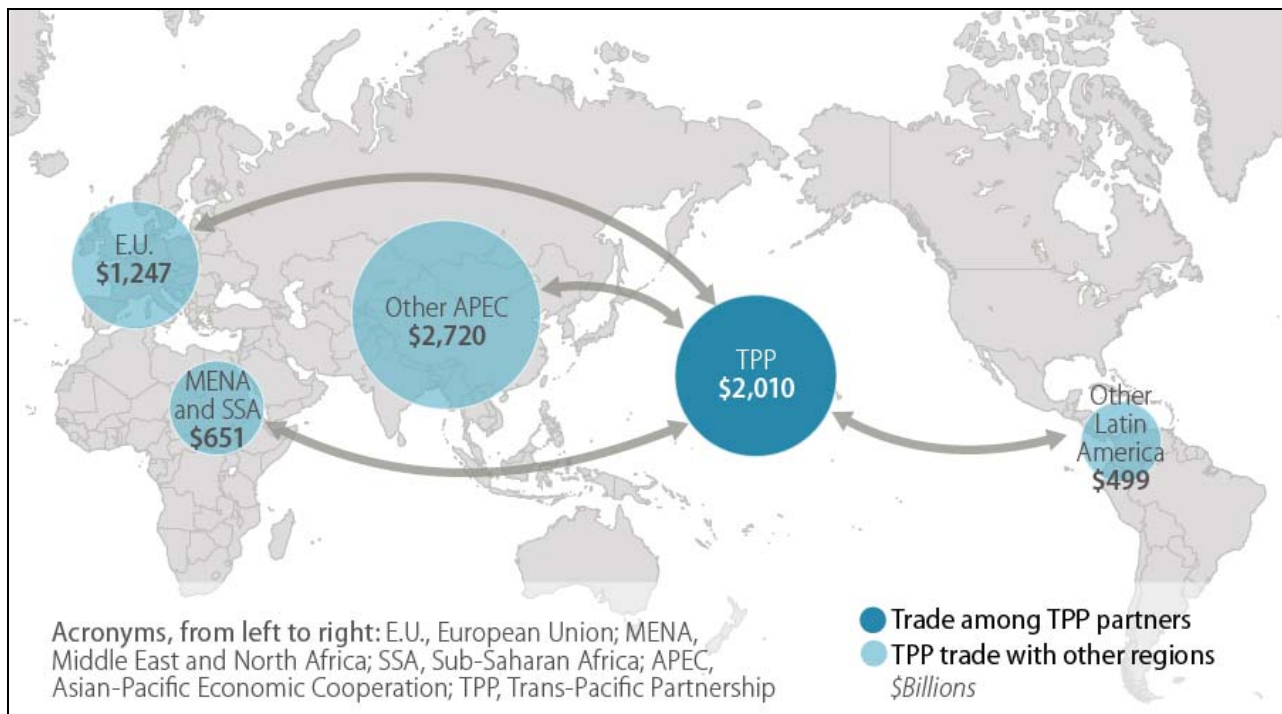 E.U.
$1,247
Other APEC
$2,720
MENA
and SSA
$651
TPP
$2,010
Other
Latin
America
$499
Acronyms, from left to right: E.U., European Union; MENA,
Middle East and North Africa; SSA, Sub-Saharan Africa; APEC,
Asian-Pacific Economic Cooperation; TPP, Trans-Pacific Partnership
Trade among TPP partners
TPP trade with other regions
$Billions